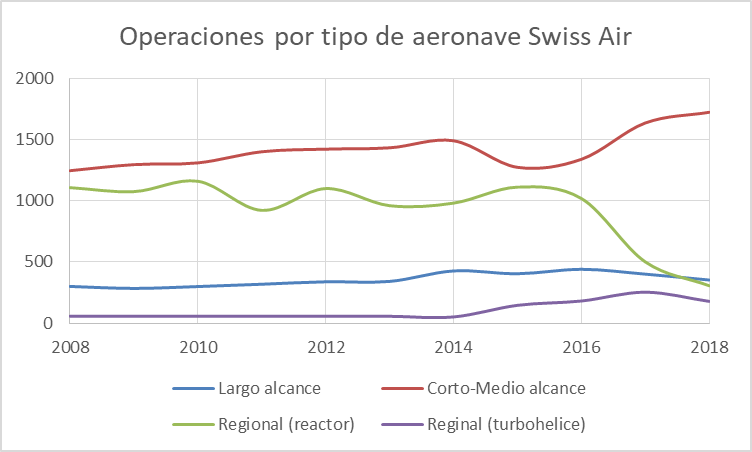 Operaciones por tipo de aeronave Swiss Air
2000
1500
1000
500
0
2008 2010 2012 2014 2016 2018
Largo alcance Corto-Medio alcance
Regional (reactor) Reginal (turbohelice)